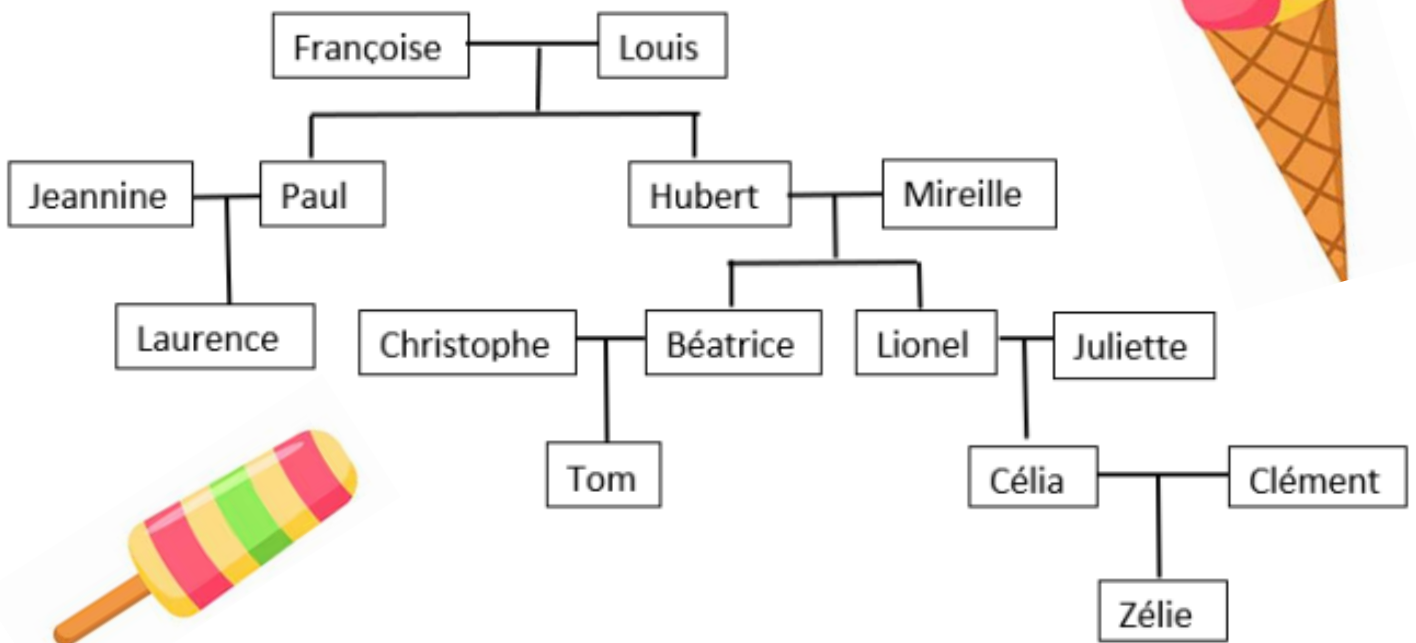 Françoise Louis
Jeannine Paul Hubert Mireille
Laurence Christophe Béatrice Lionel Juliette
Tom Célia Clément
Zélie